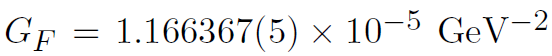 G_F = 1.166367(5) × 10⁻⁵ GeV⁻²